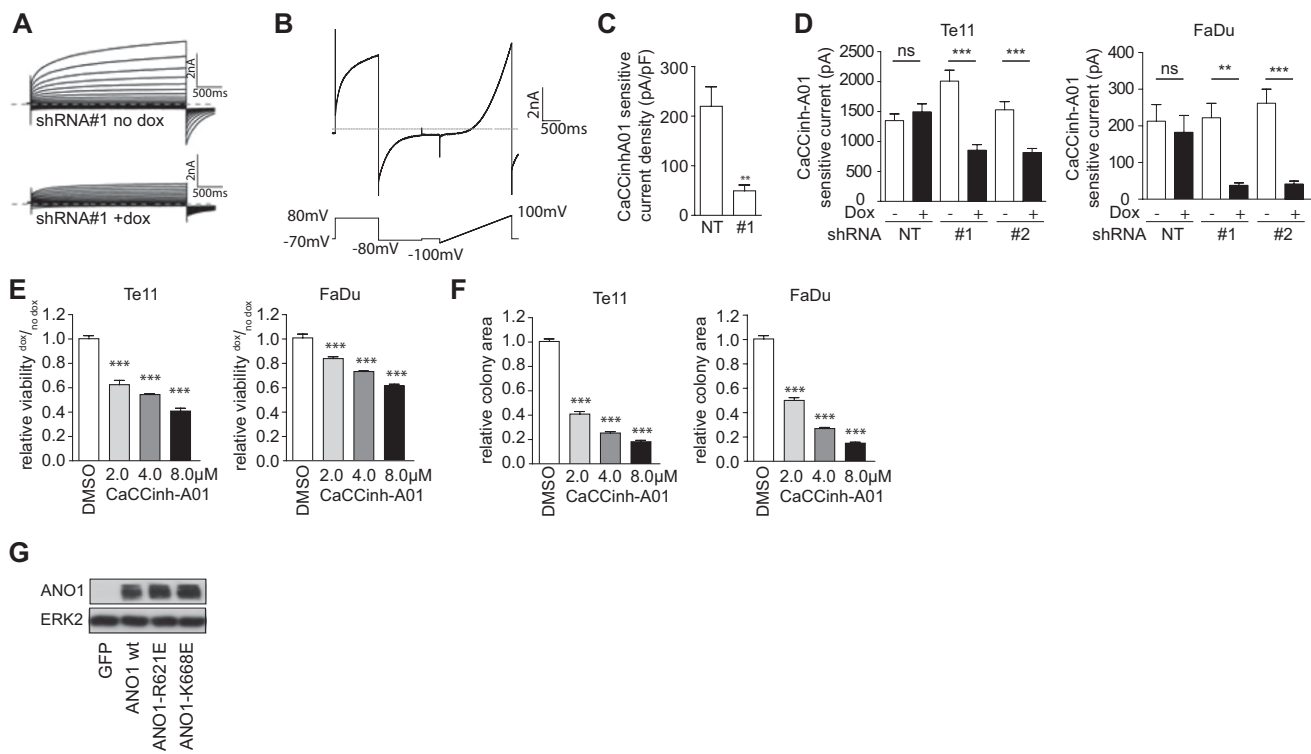 A
2nA
500ms
shRNA#1 no dox
2nA
500ms
shRNA#1 +dox
B
2nA
500ms
80mV
-70mV
-80mV
-100mV
100mV
C
CaCCinhA01 sensitive
current density (pA/pF)
300
200
100
0
**
NT #1
D
Te11
CaCCinh-A01
sensitive current (pA)
2500
2000
1500
1000
500
0
ns *** ***
Dox - + - + - +
shRNA NT #1 #2
FaDu
CaCCinh-A01
sensitive current (pA)
400
300
200
100
0
ns ** ***
Dox - + - + - +
shRNA NT #1 #2
E
Te11
relative viability dox/no dox
1.2
1.0
0.8
0.6
0.4
0.2
0.0
*** *** ***
DMSO 2.0 4.0 8.0µM
CaCCinh-A01
FaDu
relative viability dox/no dox
1.2
1.0
0.8
0.6
0.4
0.2
0.0
*** *** ***
DMSO 2.0 4.0 8.0µM
CaCCinh-A01
F
Te11
relative colony area
1.2
1.0
0.8
0.6
0.4
0.2
0.0
*** *** ***
DMSO 2.0 4.0 8.0µM
CaCCinh-A01
FaDu
relative colony area
1.2
1.0
0.8
0.6
0.4
0.2
0.0
*** *** ***
DMSO 2.0 4.0 8.0µM
CaCCinh-A01
G
ANO1
ERK2
GFP
ANO1 wt
ANO1-R621E
ANO1-K668E